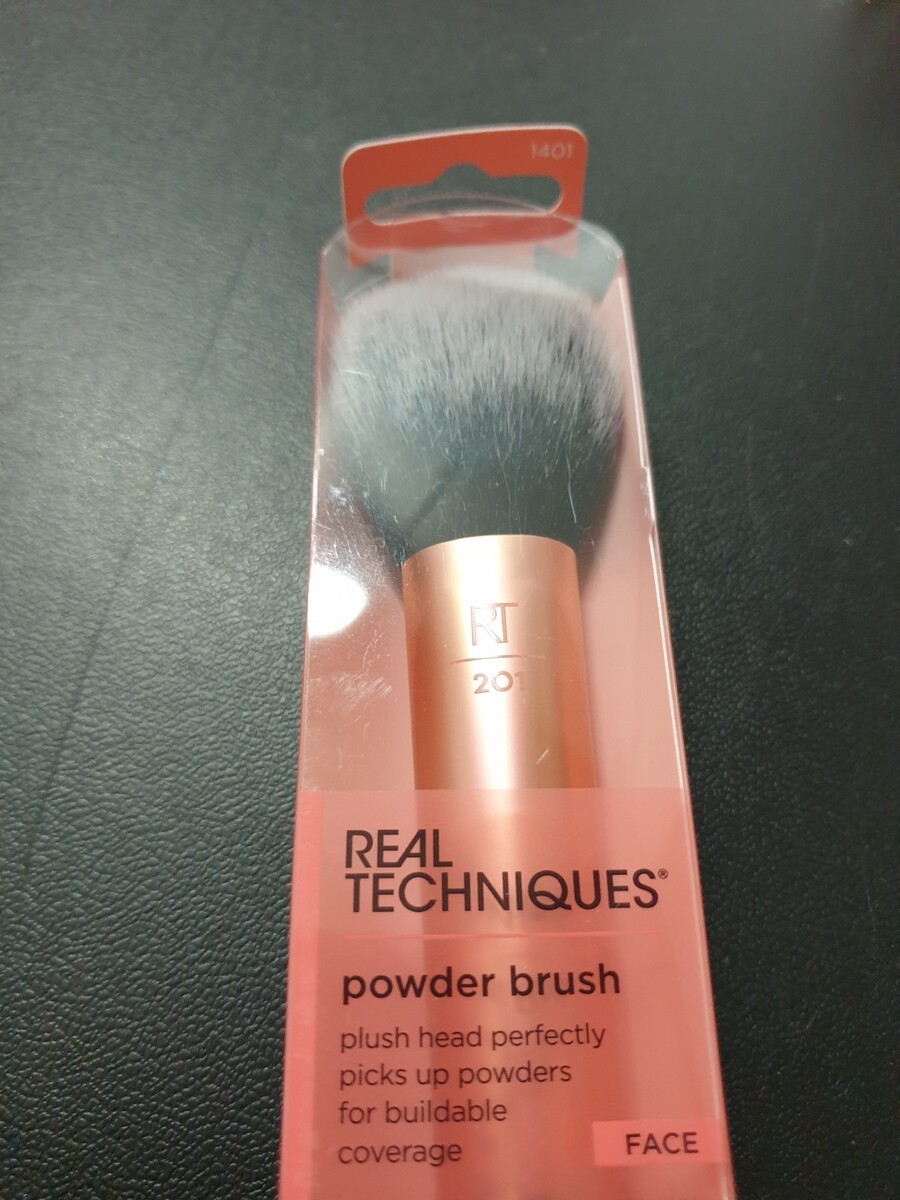 1401
RT
201
REAL
TECHNIQUES®
powder brush
plush head perfectly
picks up powders
for buildable
coverage
FACE